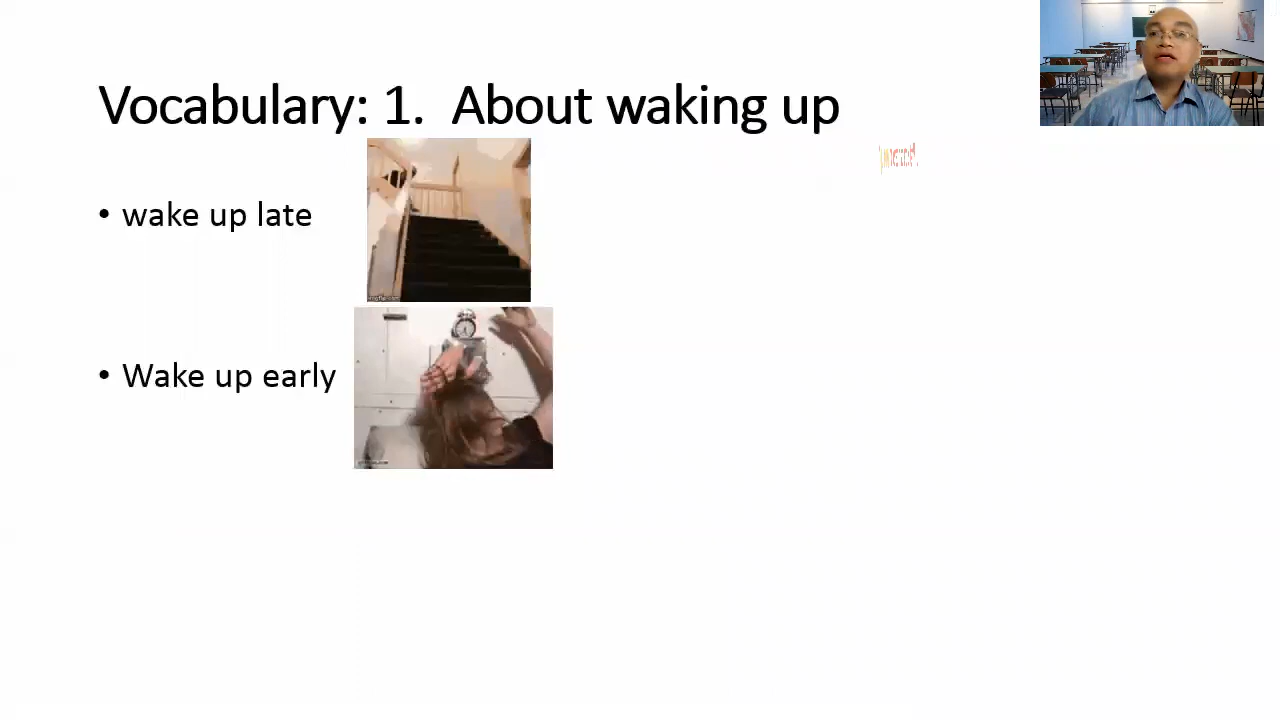 Vocabulary: 1. About waking up
• wake up late
• Wake up early